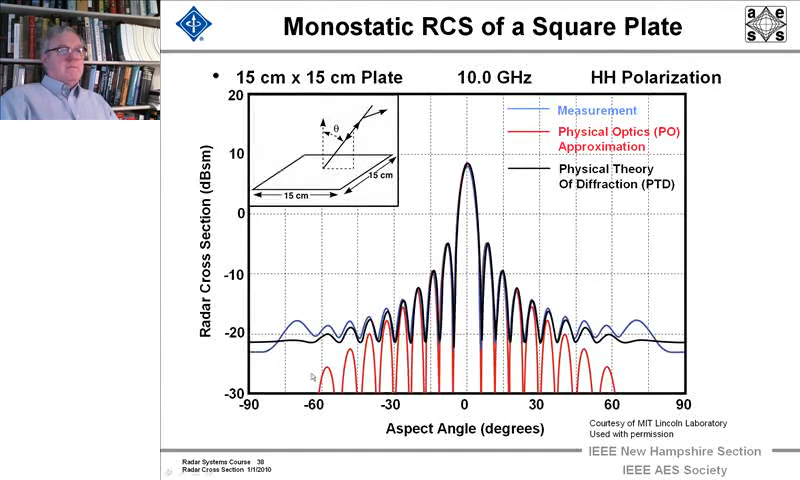 Monostatic RCS of a Square Plate
a e
s s
• 15 cm x 15 cm Plate 10.0 GHz HH Polarization
20
10
0
-10
-20
-30
Radar Cross Section (dBsm)
θ
15 cm
15 cm
Measurement
Physical Optics (PO)
Approximation
Physical Theory
Of Diffraction (PTD)
-90 -60 -30 0 30 60 90
Aspect Angle (degrees)
Courtesy of MIT Lincoln Laboratory
Used with permission
Radar Systems Course 38
Radar Cross Section 1/1/2010
IEEE New Hampshire Section
IEEE AES Society